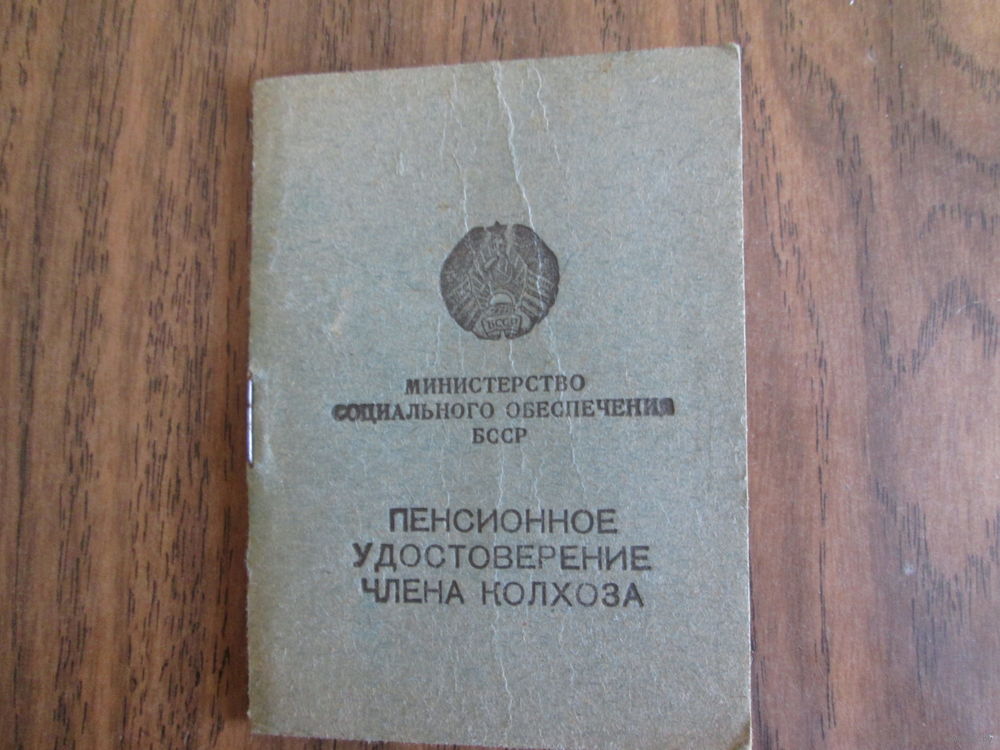 БССР
МИНИСТЕРСТВО
СОЦИАЛЬНОГО ОБЕСПЕЧЕНИЯ
БССР
ПЕНСИОННОЕ
УДОСТОВЕРЕНИЕ
ЧЛЕНА КОЛХОЗА